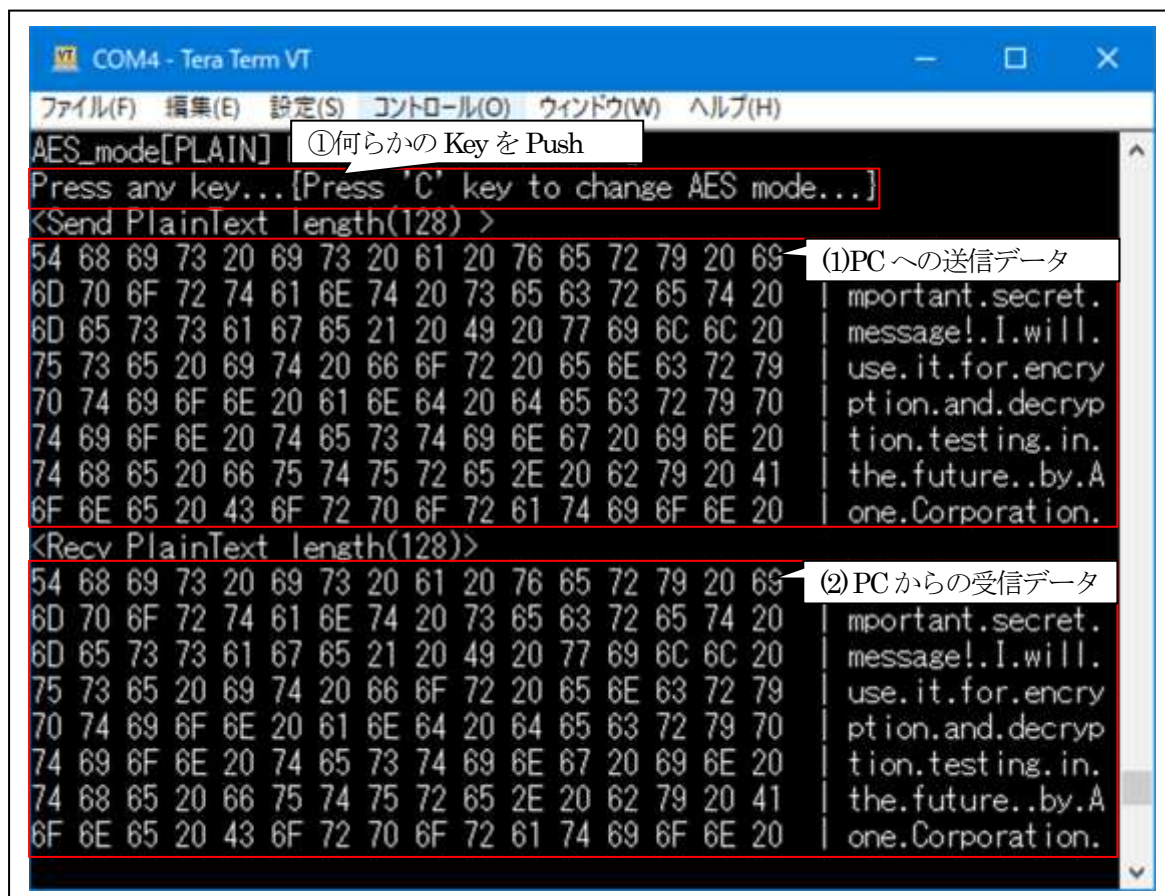 COM4 - Tera Term VT
ファイル(F) 編集(E) 設定(S) コントロール(O) ウィンドウ(W) ヘルプ(H)
AES_mode[PLAIN]
①何らかの Key を Push
Press any key...{Press 'C' key to change AES mode...}
<Send PlainText length(128) >
54 68 69 73 20 69 73 20 61 20 76 65 72 79 20 69
(1)PC への送信データ
6D 70 6F 72 74 61 6E 74 20 73 65 63 72 65 74 20 | mportant.secret.
6D 65 73 73 61 67 65 21 20 49 20 77 69 6C 6C 20 | message!.I.will.
75 73 65 20 69 74 20 66 6F 72 20 65 6E 63 72 79 | use.it.for.encry
70 74 69 6F 6E 20 61 6E 64 20 64 65 63 72 79 70 | ption.and.decryp
74 69 6F 6E 20 74 65 73 74 69 6E 67 20 69 6E 20 | tion.testing.in.
74 68 65 20 66 75 74 75 72 65 2E 20 62 79 20 41 | the.future..by.A
6F 6E 65 20 43 6F 72 70 6F 72 61 74 69 6F 6E 20 | one.Corporation.
<Recv PlainText length(128)>
54 68 69 73 20 69 73 20 61 20 76 65 72 79 20 69
(2) PC からの受信データ
6D 70 6F 72 74 61 6E 74 20 73 65 63 72 65 74 20 | mportant.secret.
6D 65 73 73 61 67 65 21 20 49 20 77 69 6C 6C 20 | message!.I.will.
75 73 65 20 69 74 20 66 6F 72 20 65 6E 63 72 79 | use.it.for.encry
70 74 69 6F 6E 20 61 6E 64 20 64 65 63 72 79 70 | ption.and.decryp
74 69 6F 6E 20 74 65 73 74 69 6E 67 20 69 6E 20 | tion.testing.in.
74 68 65 20 66 75 74 75 72 65 2E 20 62 79 20 41 | the.future..by.A
6F 6E 65 20 43 6F 72 70 6F 72 61 74 69 6F 6E 20 | one.Corporation.